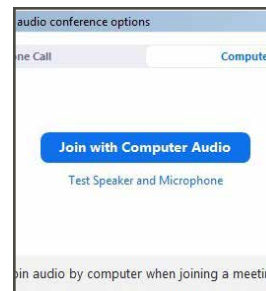 audio conference options
ne Call Compute
Join with Computer Audio
Test Speaker and Microphone
oin audio by computer when joining a meetin